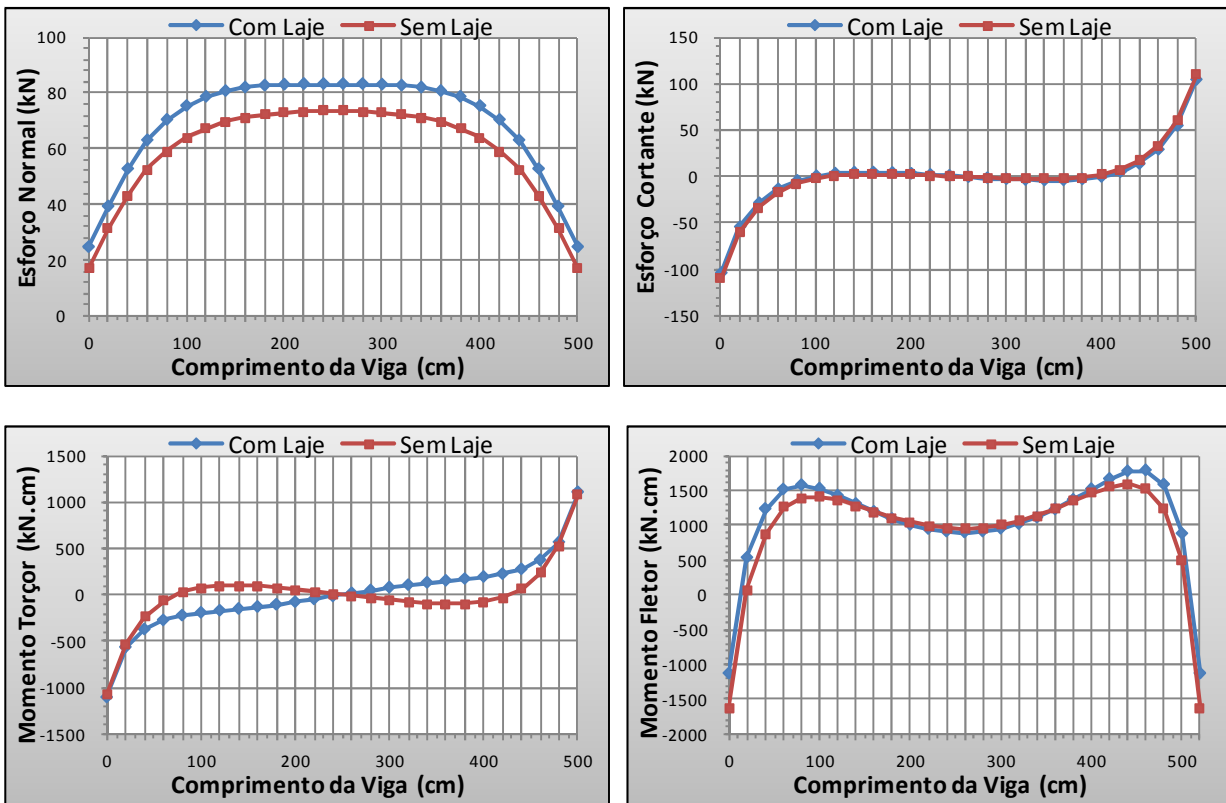 Com Laje Sem Laje
Esforço Normal (kN)
100
80
60
40
20
0
0 100 200 300 400 500
Comprimento da Viga (cm)
Com Laje Sem Laje
Esforço Cortante (kN)
150
100
50
0
-50
-100
-150
0 100 200 300 400 500
Comprimento da Viga (cm)
Com Laje Sem Laje
Momento Torçor (kN.cm)
1500
1000
500
0
-500
-1000
-1500
0 100 200 300 400 500
Comprimento da Viga (cm)
Com Laje Sem Laje
Momento Fletor (kN.cm)
2000
1500
1000
500
0
-500
-1000
-1500
-2000
0 100 200 300 400 500
Comprimento da Viga (cm)